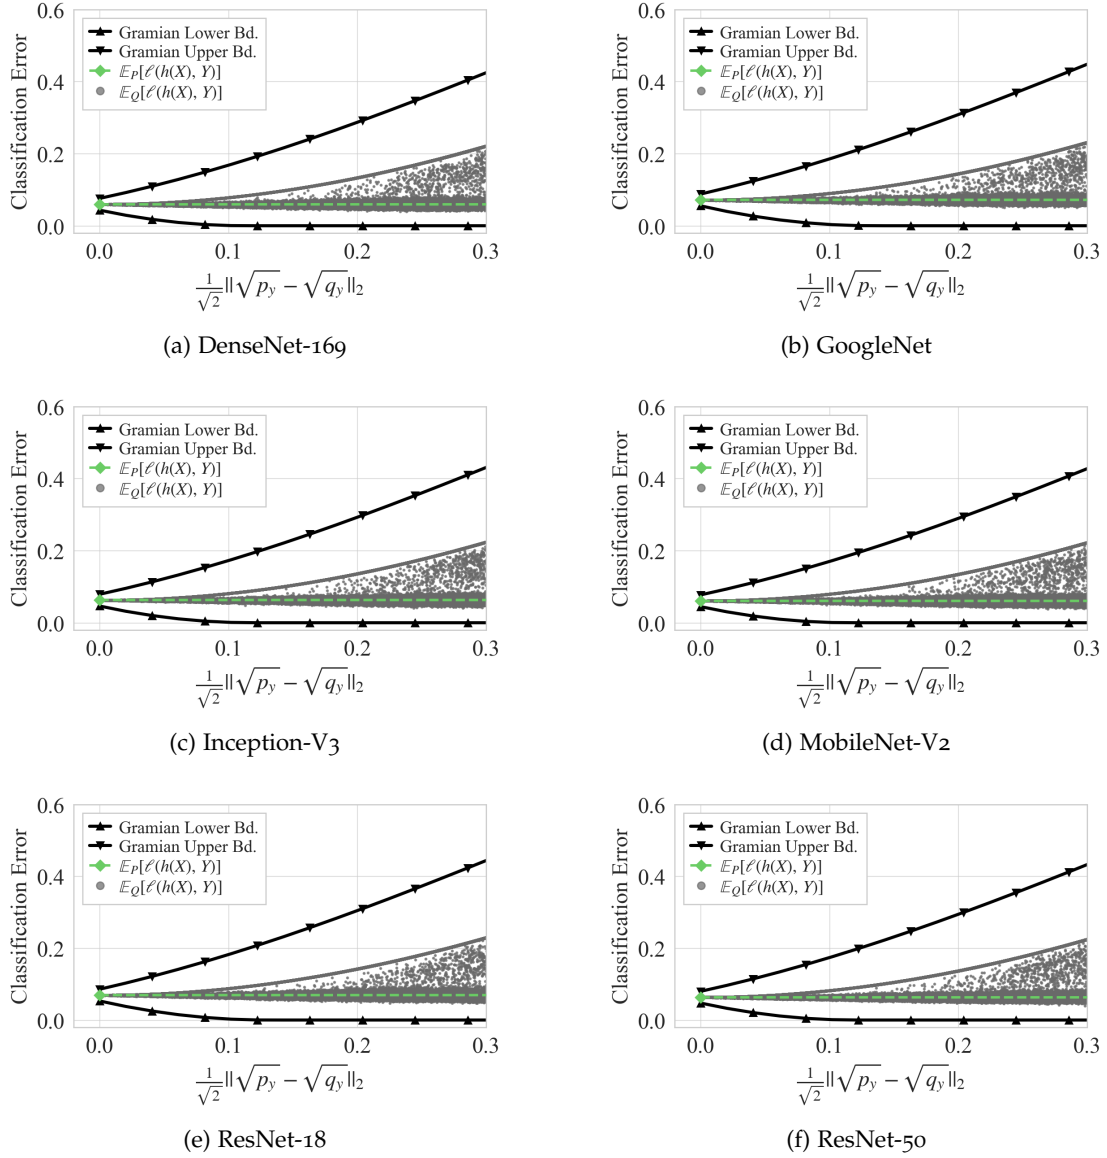 0.6
0.4
0.2
0.0
Classification Error
Gramian Lower Bd.
Gramian Upper Bd.
𝔼_P[ℓ(h(X), Y)]
𝔼_Q[ℓ(h(X), Y)]
0.0 0.1 0.2 0.3
1/√2 ||√p_y − √q_y||_2
(a) DenseNet-169
0.6
0.4
0.2
0.0
Classification Error
Gramian Lower Bd.
Gramian Upper Bd.
𝔼_P[ℓ(h(X), Y)]
𝔼_Q[ℓ(h(X), Y)]
0.0 0.1 0.2 0.3
1/√2 ||√p_y − √q_y||_2
(b) GoogleNet
0.6
0.4
0.2
0.0
Classification Error
Gramian Lower Bd.
Gramian Upper Bd.
𝔼_P[ℓ(h(X), Y)]
𝔼_Q[ℓ(h(X), Y)]
0.0 0.1 0.2 0.3
1/√2 ||√p_y − √q_y||_2
(c) Inception-V3
0.6
0.4
0.2
0.0
Classification Error
Gramian Lower Bd.
Gramian Upper Bd.
𝔼_P[ℓ(h(X), Y)]
𝔼_Q[ℓ(h(X), Y)]
0.0 0.1 0.2 0.3
1/√2 ||√p_y − √q_y||_2
(d) MobileNet-V2
0.6
0.4
0.2
0.0
Classification Error
Gramian Lower Bd.
Gramian Upper Bd.
𝔼_P[ℓ(h(X), Y)]
𝔼_Q[ℓ(h(X), Y)]
0.0 0.1 0.2 0.3
1/√2 ||√p_y − √q_y||_2
(e) ResNet-18
0.6
0.4
0.2
0.0
Classification Error
Gramian Lower Bd.
Gramian Upper Bd.
𝔼_P[ℓ(h(X), Y)]
𝔼_Q[ℓ(h(X), Y)]
0.0 0.1 0.2 0.3
1/√2 ||√p_y − √q_y||_2
(f) ResNet-50